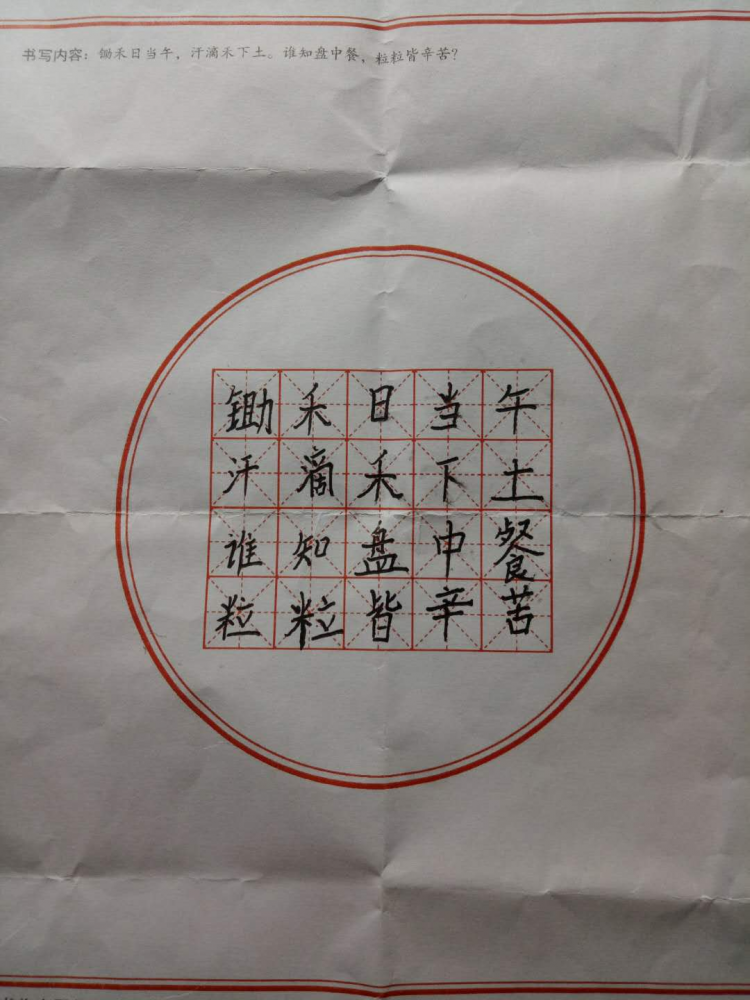 书写内容：锄禾日当午，汗滴禾下土。谁知盘中餐，粒粒皆辛苦？
锄禾日当午
汗滴禾下土
谁知盘中餐
粒粒皆辛苦